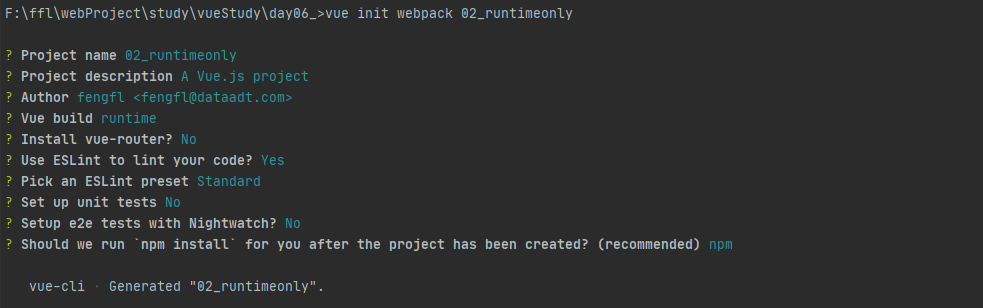 F:\ffl\webProject\study\vueStudy\day06_>vue init webpack 02_runtimeonly
? Project name 02_runtimeonly
? Project description A Vue.js project
? Author fengfl <fengfl@dataadt.com>
? Vue build runtime
? Install vue-router? No
? Use ESLint to lint your code? Yes
? Pick an ESLint preset Standard
? Set up unit tests No
? Setup e2e tests with Nightwatch? No
? Should we run `npm install` for you after the project has been created? (recommended) npm
vue-cli · Generated "02_runtimeonly".